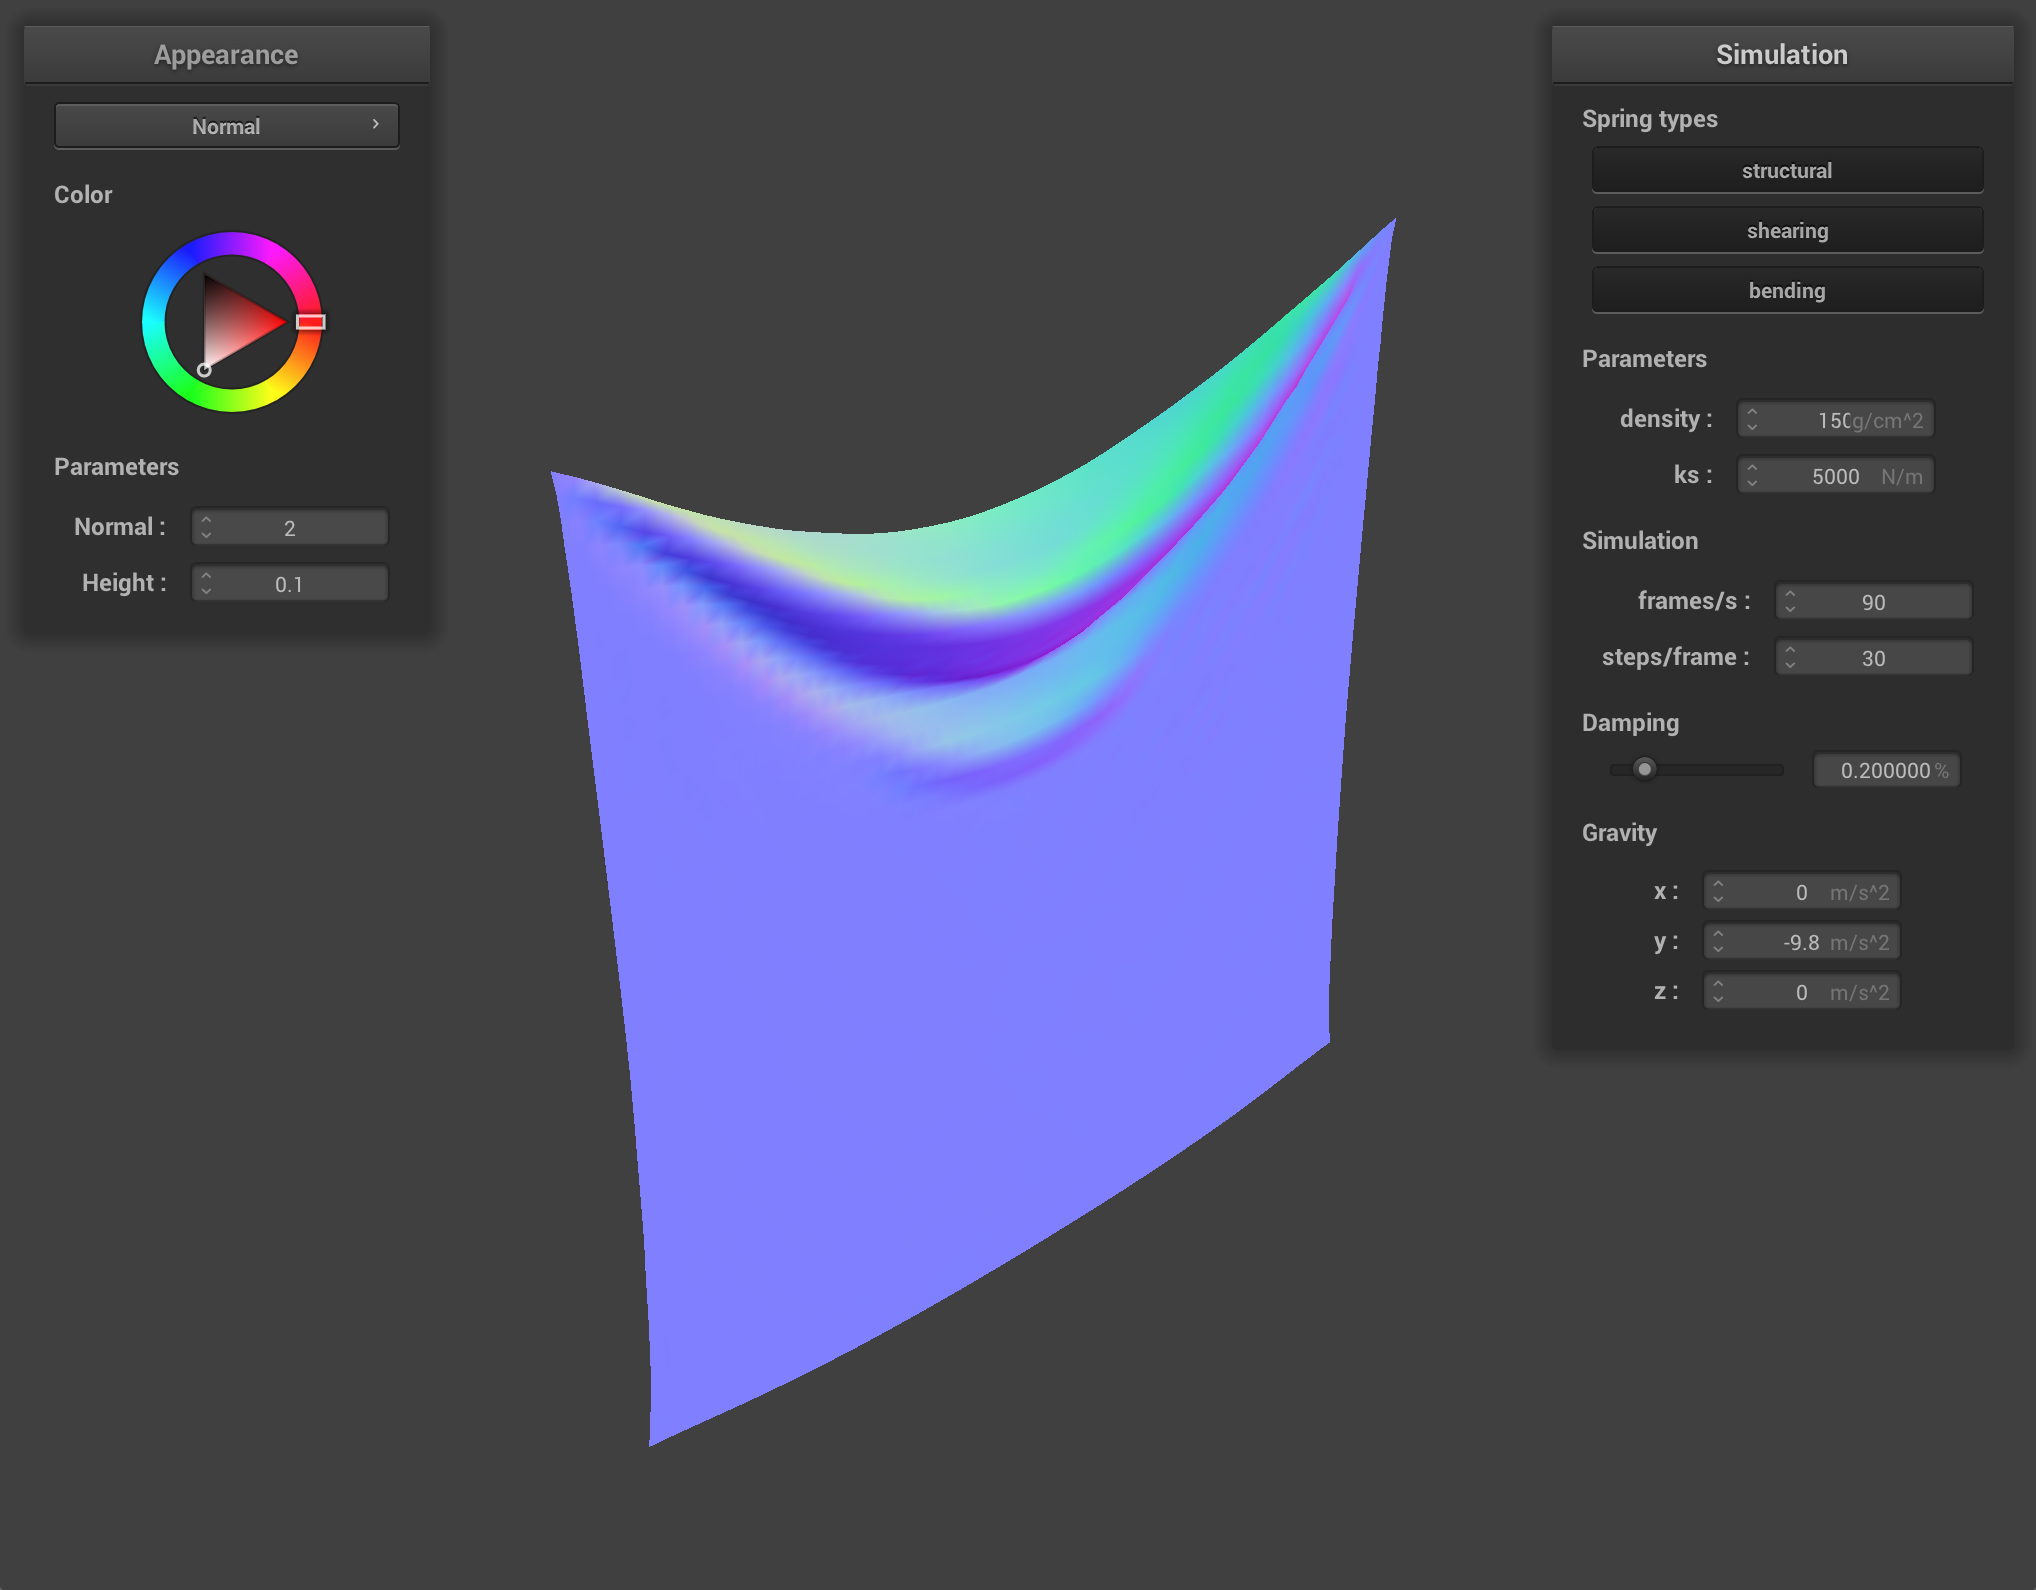 Appearance
Normal
Color
Parameters
Normal : 2
Height : 0.1
Simulation
Spring types
structural
shearing
bending
Parameters
density : 150 g/cm^2
ks : 5000 N/m
Simulation
frames/s : 90
steps/frame : 30
Damping
0.200000 %
Gravity
x : 0 m/s^2
y : -9.8 m/s^2
z : 0 m/s^2